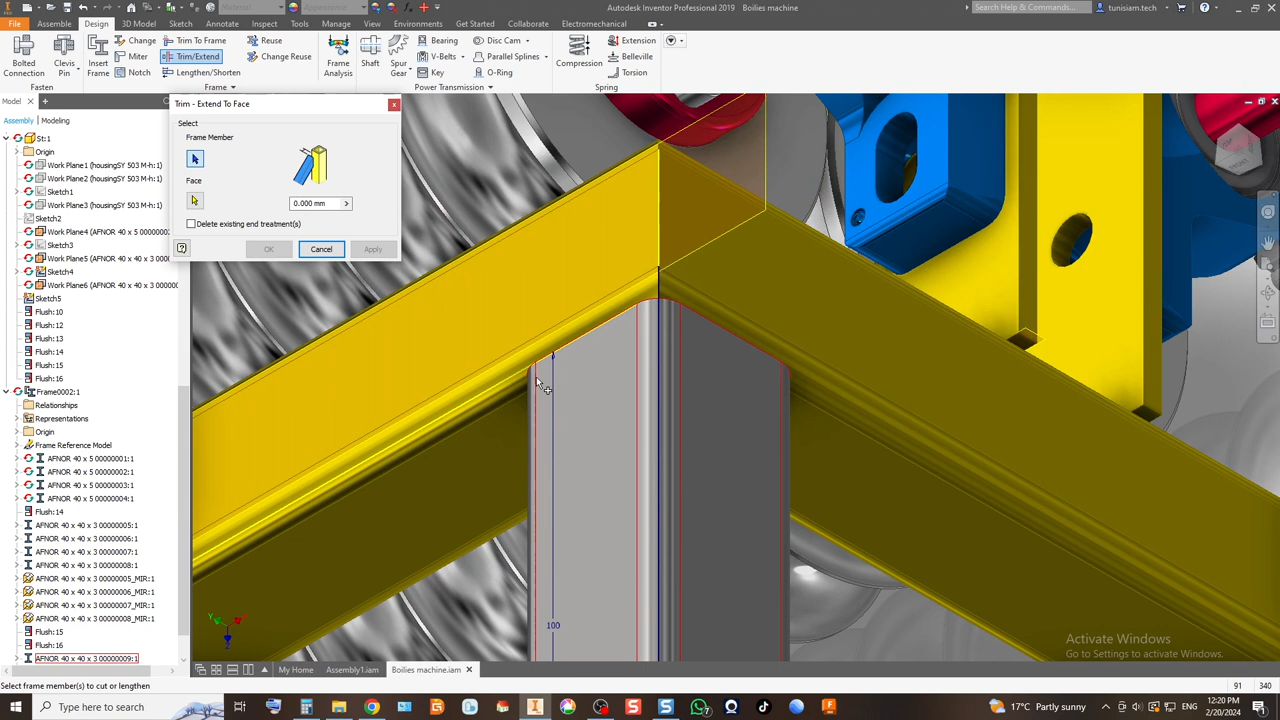 Material
Appearance
Autodesk Inventor Professional 2019 Boilies machine
Search Help & Commands...
tunisiam.tech
File Assemble Design 3D Model Sketch Annotate Inspect Tools Manage View Environments Get Started Collaborate Electromechanical
Bolted Connection
Clevis Pin
Fasten
Insert Frame
Change
Miter
Notch
Trim To Frame
Trim/Extend
Lengthen/Shorten
Reuse
Change Reuse
Frame
Frame Analysis
Shaft
Spur Gear
Bearing
V-Belts
Key
Disc Cam
Parallel Splines
O-Ring
Power Transmission
Compression
Extension
Belleville
Torsion
Spring
Model
Assembly Modeling
St:1
Origin
Work Plane1 (housingSY 503 M-h:1)
Work Plane2 (housingSY 503 M-h:1)
Sketch1
Work Plane3 (housingSY 503 M-h:1)
Sketch2
Work Plane4 (AFNOR 40 x 5 00000002:
Sketch3
Work Plane5 (AFNOR 40 x 40 x 3 000
Sketch4
Work Plane6 (AFNOR 40 x 40 x 3 000
Sketch5
Flush:10
Flush:12
Flush:13
Flush:14
Flush:15
Flush:16
Frame0002:1
Relationships
Representations
Origin
Frame Reference Model
AFNOR 40 x 5 00000001:1
AFNOR 40 x 5 00000002:1
AFNOR 40 x 5 00000003:1
AFNOR 40 x 5 00000004:1
Flush:14
AFNOR 40 x 40 x 3 00000005:1
AFNOR 40 x 40 x 3 00000006:1
AFNOR 40 x 40 x 3 00000007:1
AFNOR 40 x 40 x 3 00000008:1
AFNOR 40 x 40 x 3 00000005_MIR:1
AFNOR 40 x 40 x 3 00000006_MIR:1
AFNOR 40 x 40 x 3 00000007_MIR:1
AFNOR 40 x 40 x 3 00000008_MIR:1
Flush:15
Flush:16
AFNOR 40 x 40 x 3 00000009:1
Trim - Extend To Face
Select
Frame Member
Face
0.000 mm
Delete existing end treatment(s)
OK Cancel Apply
100
Activate Windows
Go to Settings to activate Windows.
My Home Assembly1.iam Boilies machine.iam
Select frame member(s) to cut or lengthen
91 340
Type here to search
17°C Partly sunny
12:20 PM
2/20/2024